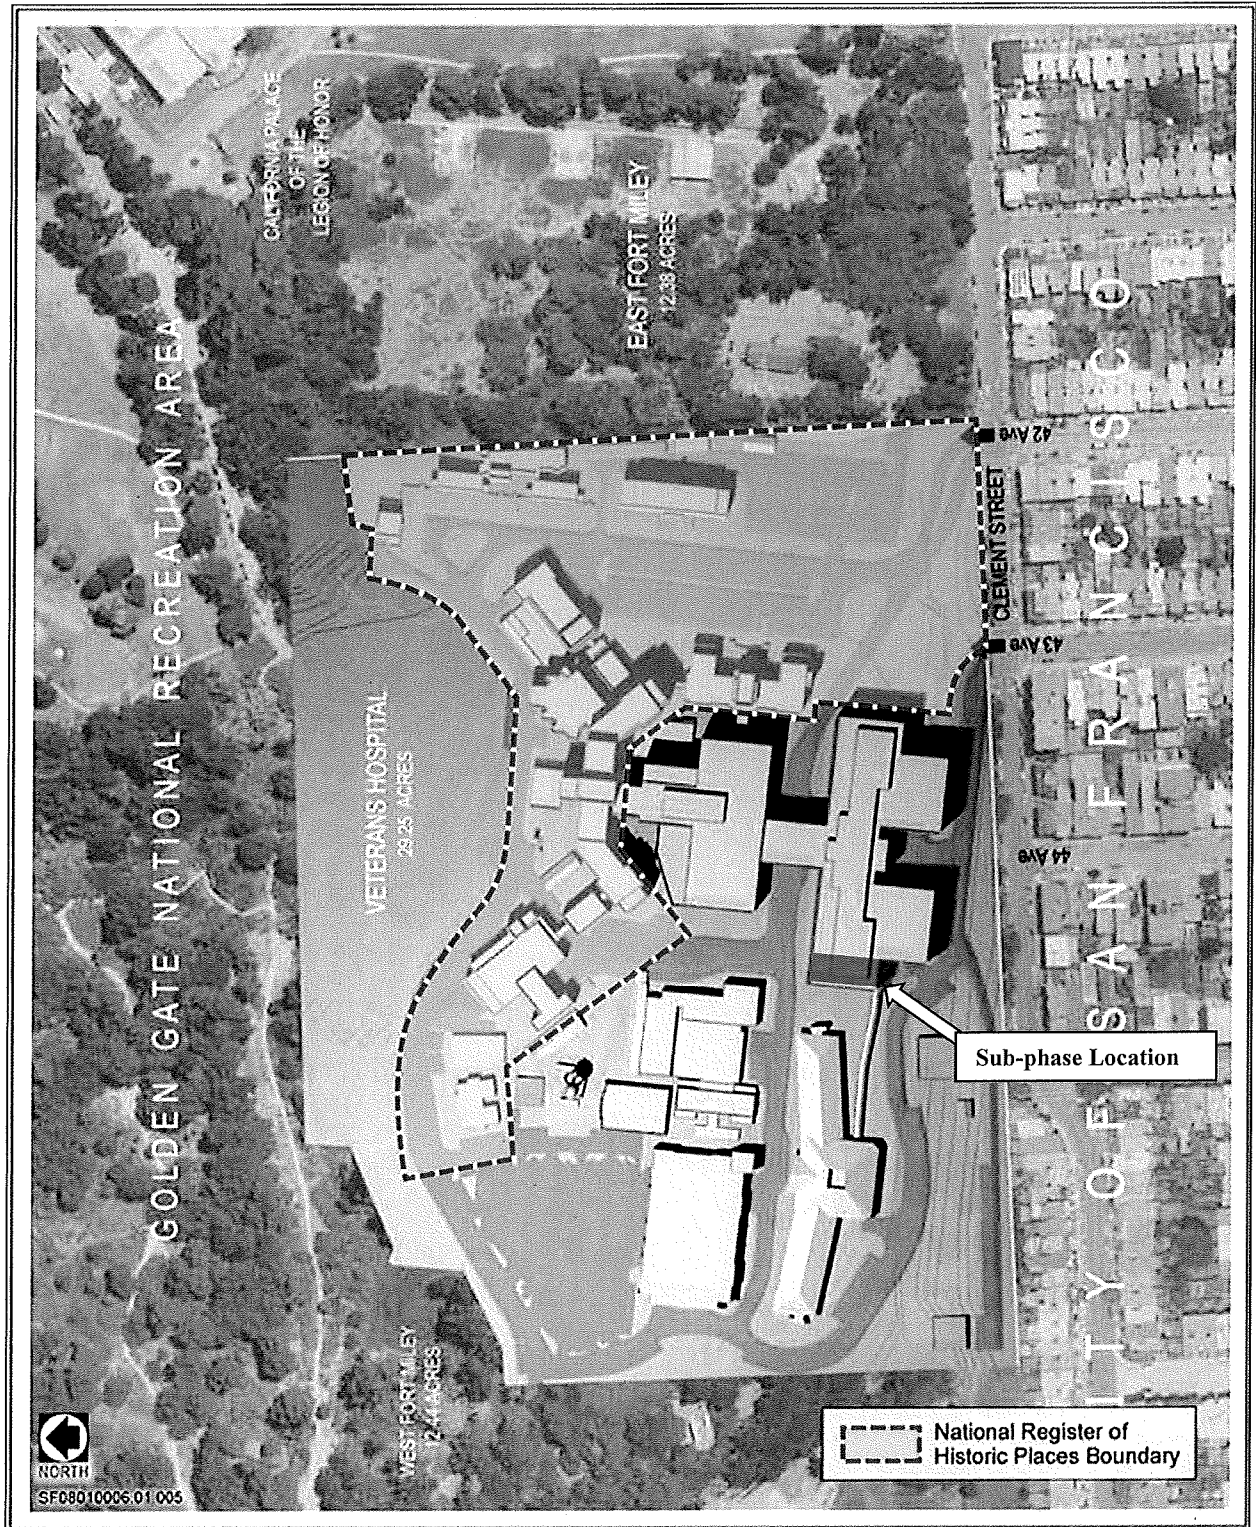 CALIFORNIA PALACE
OF THE
LEGION OF HONOR
GOLDEN GATE NATIONAL RECREATION AREA
EAST FORT MILEY
12.38 ACRES
42 Ave
CLEMENT STREET
43 Ave
VETERANS HOSPITAL
29.25 ACRES
44 Ave
CITY OF SAN FRANCISCO
Sub-phase Location
WEST FORT MILEY
12.44 ACRES
National Register of
Historic Places Boundary
NORTH
SF08010006.01 005